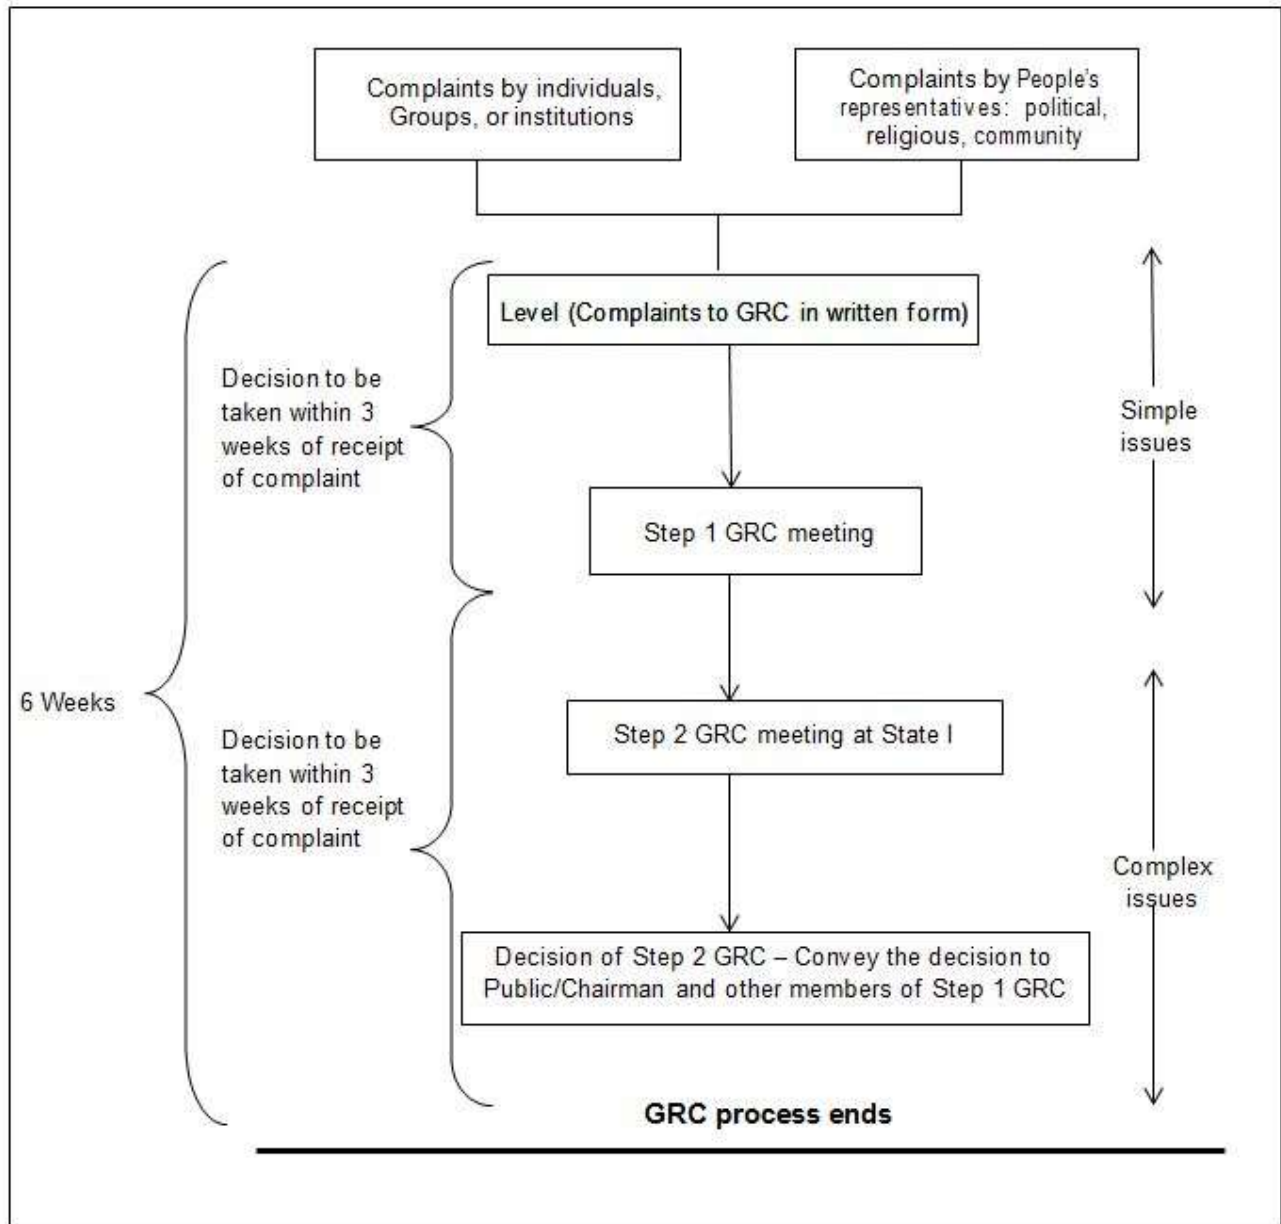 Complaints by individuals,
Groups, or institutions
Complaints by People's
representatives: political,
religious, community
Level (Complaints to GRC in written form)
Decision to be
taken within 3
weeks of receipt
of complaint
Simple
issues
Step 1 GRC meeting
6 Weeks
Step 2 GRC meeting at State l
Decision to be
taken within 3
weeks of receipt
of complaint
Complex
issues
Decision of Step 2 GRC – Convey the decision to
Public/Chairman and other members of Step 1 GRC
GRC process ends